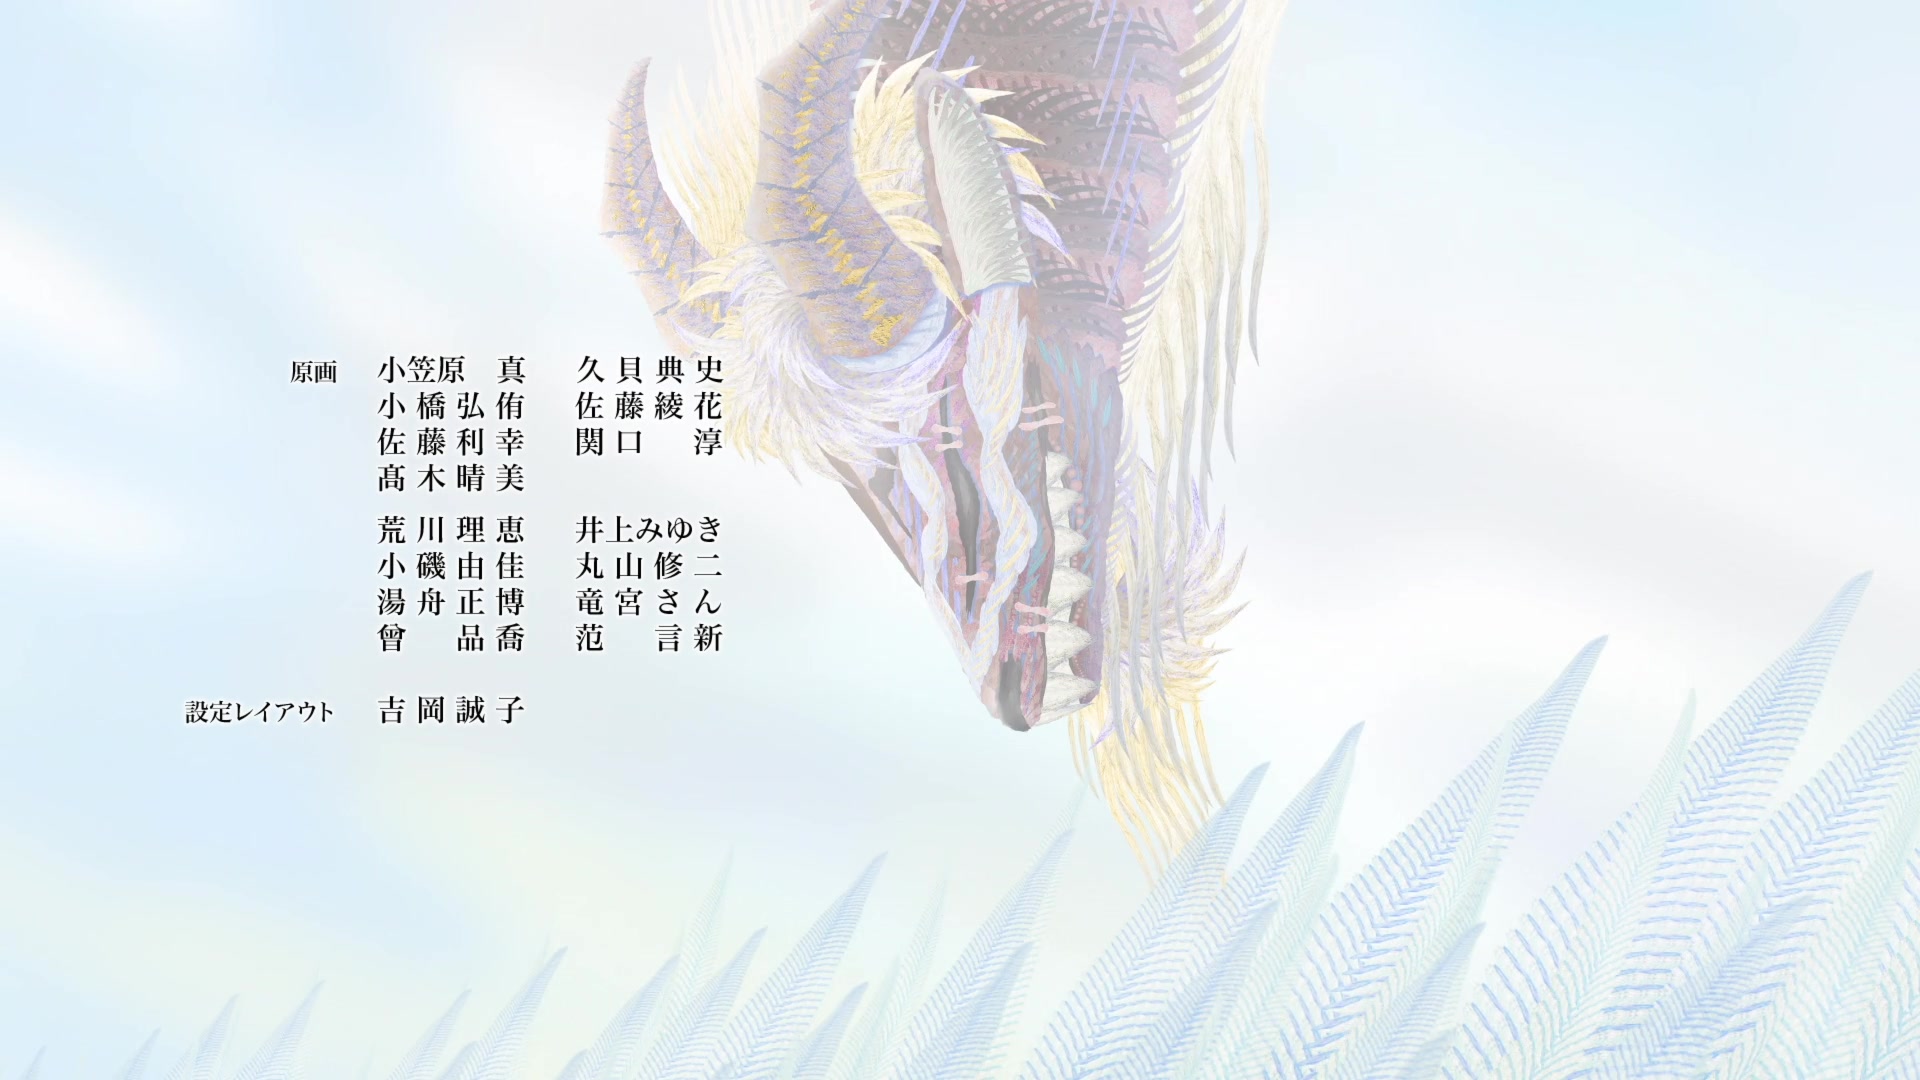 原画 小笠原 真 久貝典史
小橋弘侑 佐藤綾花
佐藤利幸 関口 淳
髙木晴美
荒川理恵 井上みゆき
小磯由佳 丸山修二
湯舟正博 竜宮さん
曾 品喬 范 言新
設定レイアウト 吉岡誠子